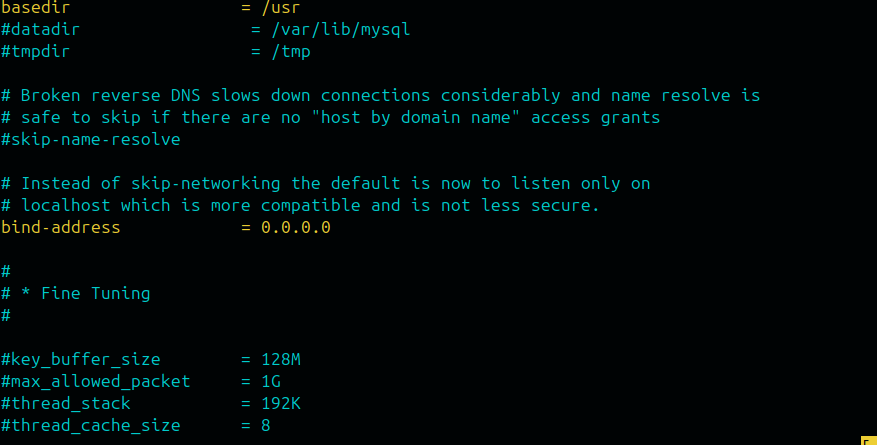 basedir = /usr
#datadir = /var/lib/mysql
#tmpdir = /tmp
# Broken reverse DNS slows down connections considerably and name resolve is
# safe to skip if there are no "host by domain name" access grants
#skip-name-resolve
# Instead of skip-networking the default is now to listen only on
# localhost which is more compatible and is not less secure.
bind-address = 0.0.0.0
#
# * Fine Tuning
#
#key_buffer_size = 128M
#max_allowed_packet = 1G
#thread_stack = 192K
#thread_cache_size = 8